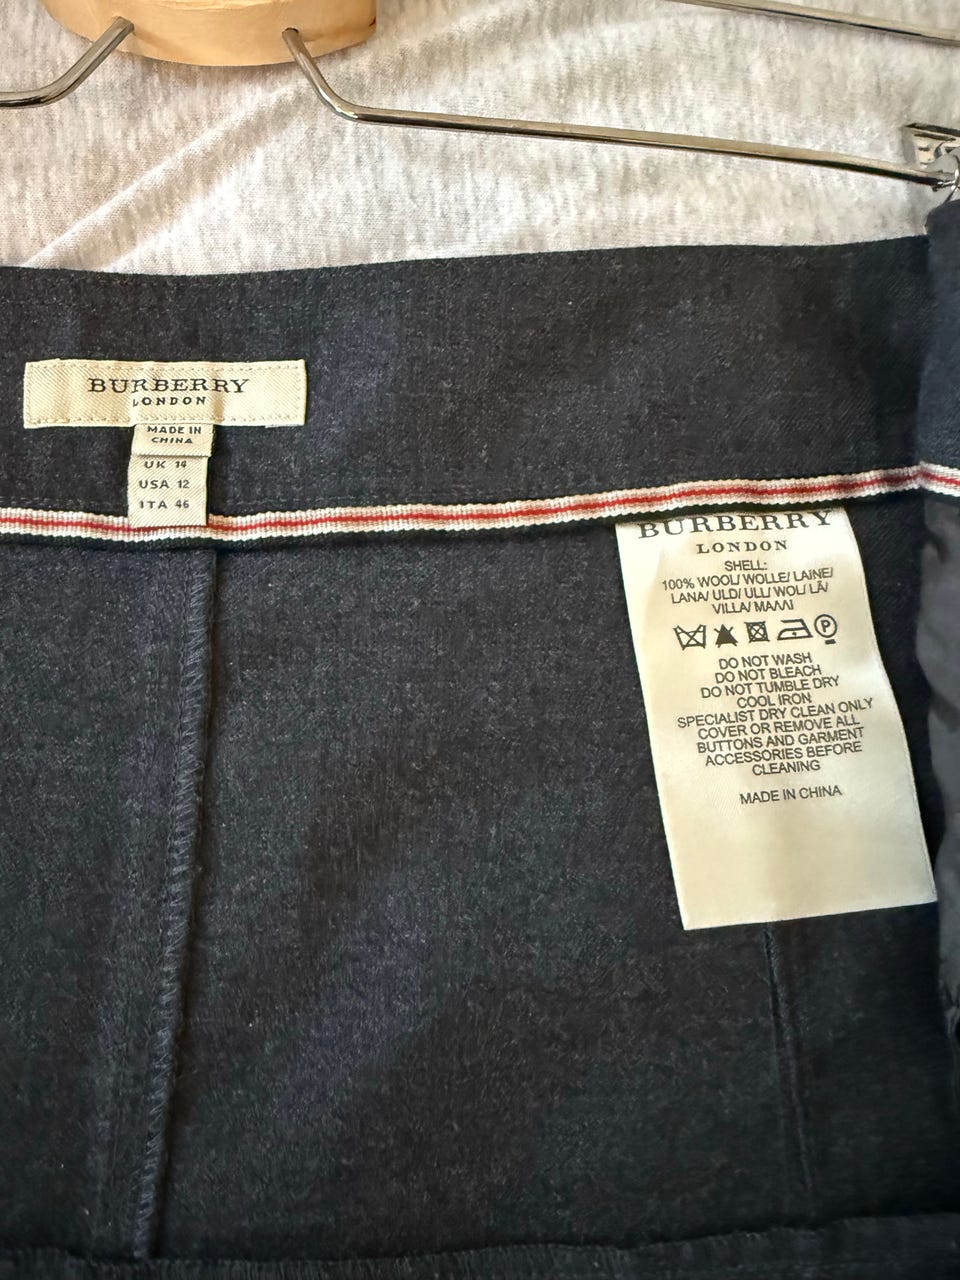 BURBERRY
LONDON
MADE IN
CHINA
UK 14
USA 12
ITA 46
BURBERRY
LONDON
SHELL:
100% WOOL/ WOLLE/ LAINE/
LANA/ ULD/ ULL/ WOL/ LÃ/
VILLA/ ΜΑΛΛΙ
P
DO NOT WASH
DO NOT BLEACH
DO NOT TUMBLE DRY
COOL IRON
SPECIALIST DRY CLEAN ONLY
COVER OR REMOVE ALL
BUTTONS AND GARMENT
ACCESSORIES BEFORE
CLEANING
MADE IN CHINA